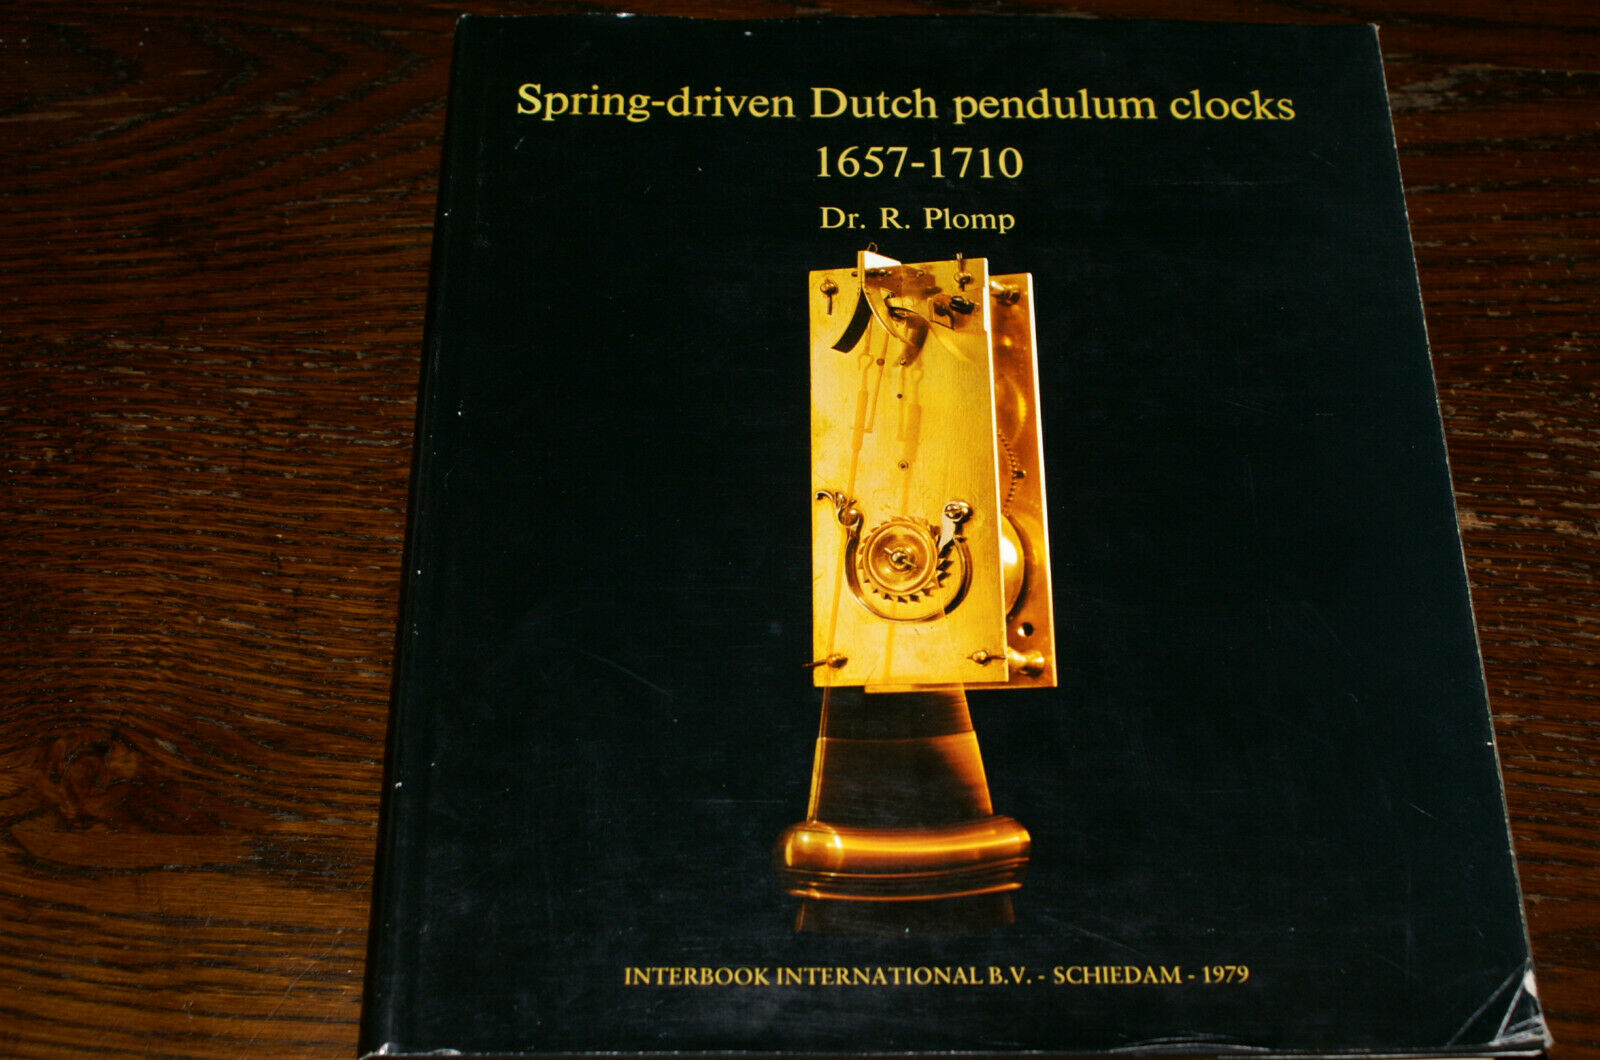 Spring-driven Dutch pendulum clocks
1657-1710
Dr. R. Plomp
INTERBOOK INTERNATIONAL B.V. - SCHIEDAM - 1979